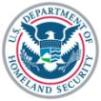 U.S. DEPARTMENT OF
HOMELAND SECURITY